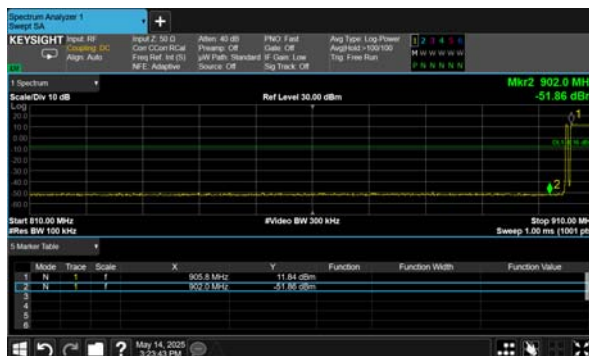 Spectrum Analyzer 1
Swept SA
KEYSIGHT Input: RF Input Z: 50 Ω Atten: 40 dB PNO: Fast Avg Type: Log-Power 1 2 3 4 5 6
Coupling: DC Corr CCorr RCal Preamp: Off Gate: Off Avg|Hold:>100/100 M W W W W W
Align: Auto Freq Ref: Int (S) µW Path: Standard IF Gain: Low Trig: Free Run
NFE: Adaptive Source: Off Sig Track: Off P N N N N N
1 Spectrum
Mkr2 902.0 MHz
Scale/Div 10 dB Ref Level 30.00 dBm -51.86 dBm
Log
20.0
10.0
0.00
-10.0
-20.0
-30.0
-40.0
-50.0
-60.0
1
2
Start 810.00 MHz #Video BW 300 kHz Stop 910.00 MHz
#Res BW 100 kHz Sweep 1.00 ms (1001 pts
5 Marker Table
Mode Trace Scale X Y Function Function Width Function Value
1 N 1 f 905.8 MHz 11.84 dBm
2 N 1 f 902.0 MHz -51.86 dBm
3
4
5
6
? May 14, 2025
3:23:43 PM